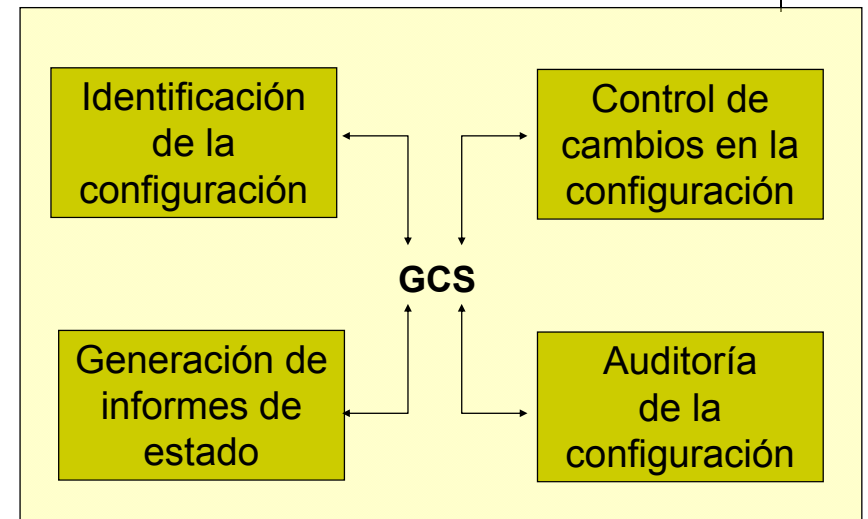 Identificación
de la
configuración
Control de
cambios en la
configuración
GCS
Generación de
informes de
estado
Auditoría
de la
configuración